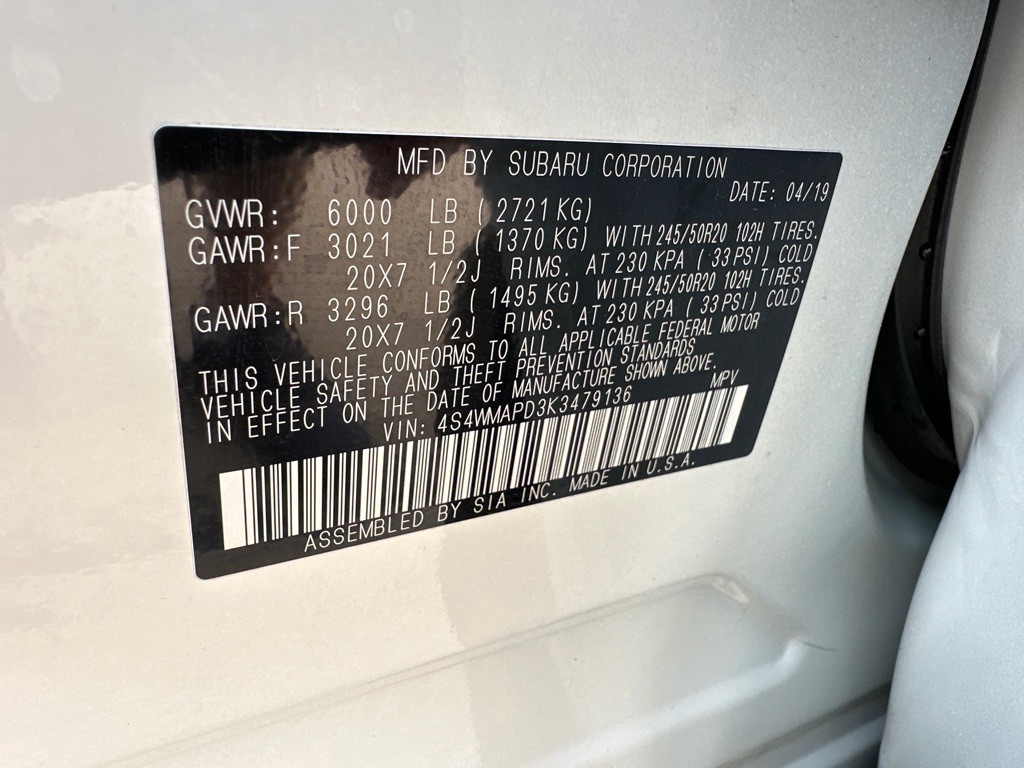 MFD BY SUBARU CORPORATION
DATE: 04/19
GVWR: 6000 LB ( 2721 KG)
GAWR:F 3021 LB ( 1370 KG) WITH 245/50R20 102H TIRES.
20X7 1/2J RIMS. AT 230 KPA ( 33 PSI) COLD
GAWR:R 3296 LB ( 1495 KG) WITH 245/50R20 102H TIRES.
20X7 1/2J RIMS. AT 230 KPA ( 33 PSI) COLD
THIS VEHICLE CONFORMS TO ALL APPLICABLE FEDERAL MOTOR
VEHICLE SAFETY AND THEFT PREVENTION STANDARDS
IN EFFECT ON THE DATE OF MANUFACTURE SHOWN ABOVE.
VIN: 4S4WMAPD3K3479136 MPV
ASSEMBLED BY SIA INC. MADE IN U.S.A.